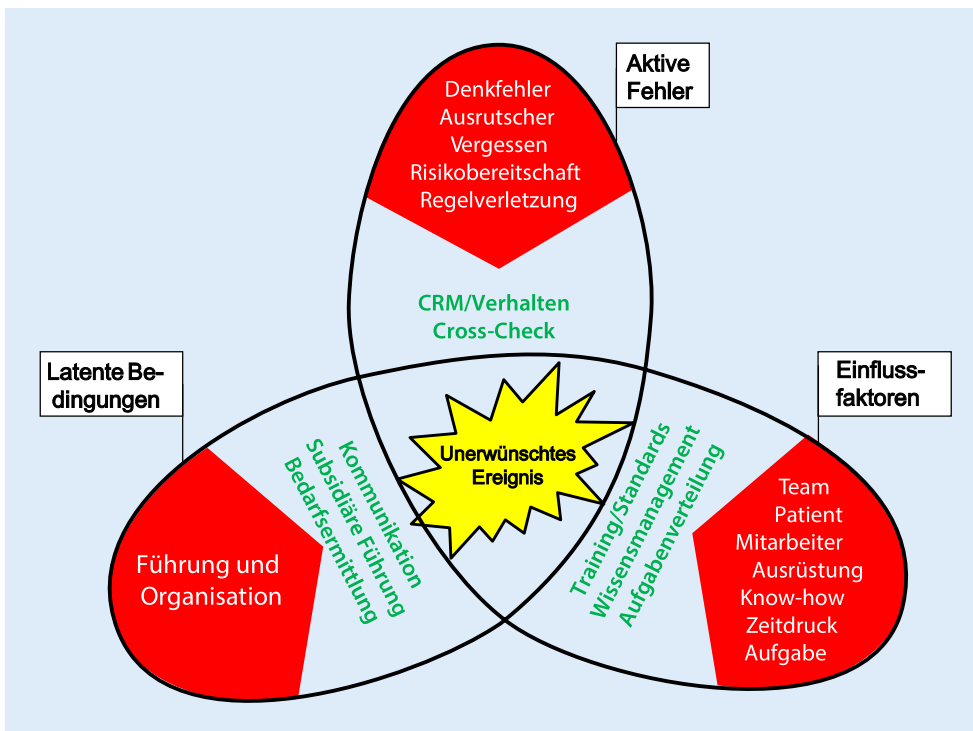 Aktive
Fehler
Denkfehler
Ausrutscher
Vergessen
Risikobereitschaft
Regelverletzung
CRM/Verhalten
Cross-Check
Latente Be-
dingungen
Einfluss-
faktoren
Unerwünschtes
Ereignis
Kommunikation
Subsidiäre Führung
Bedarfsermittlung
Training/Standards
Wissensmanagement
Aufgabenverteilung
Führung und
Organisation
Team
Patient
Mitarbeiter
Ausrüstung
Know-how
Zeitdruck
Aufgabe